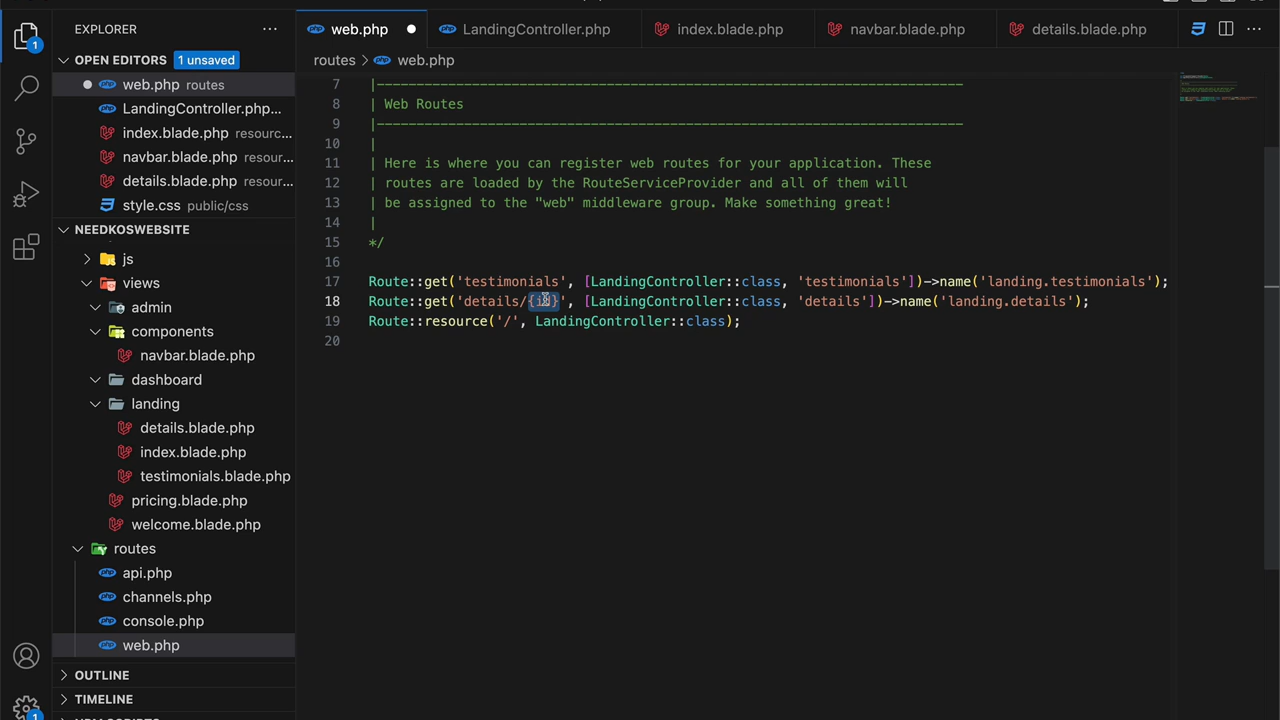 EXPLORER
OPEN EDITORS 1 unsaved
web.php routes
LandingController.php...
index.blade.php resourc...
navbar.blade.php resour...
details.blade.php resour...
style.css public/css
NEEDKOSWEBSITE
js
views
admin
components
navbar.blade.php
dashboard
landing
details.blade.php
index.blade.php
testimonials.blade.php
pricing.blade.php
welcome.blade.php
routes
api.php
channels.php
console.php
web.php
OUTLINE
TIMELINE
1
1
web.php LandingController.php index.blade.php navbar.blade.php details.blade.php
routes > web.php
7 |--------------------------------------------------------------------------
8 | Web Routes
9 |--------------------------------------------------------------------------
10 |
11 | Here is where you can register web routes for your application. These
12 | routes are loaded by the RouteServiceProvider and all of them will
13 | be assigned to the "web" middleware group. Make something great!
14 |
15 */
16
17 Route::get('testimonials', [LandingController::class, 'testimonials'])->name('landing.testimonials');
18 Route::get('details/{id}', [LandingController::class, 'details'])->name('landing.details');
19 Route::resource('/', LandingController::class);
20